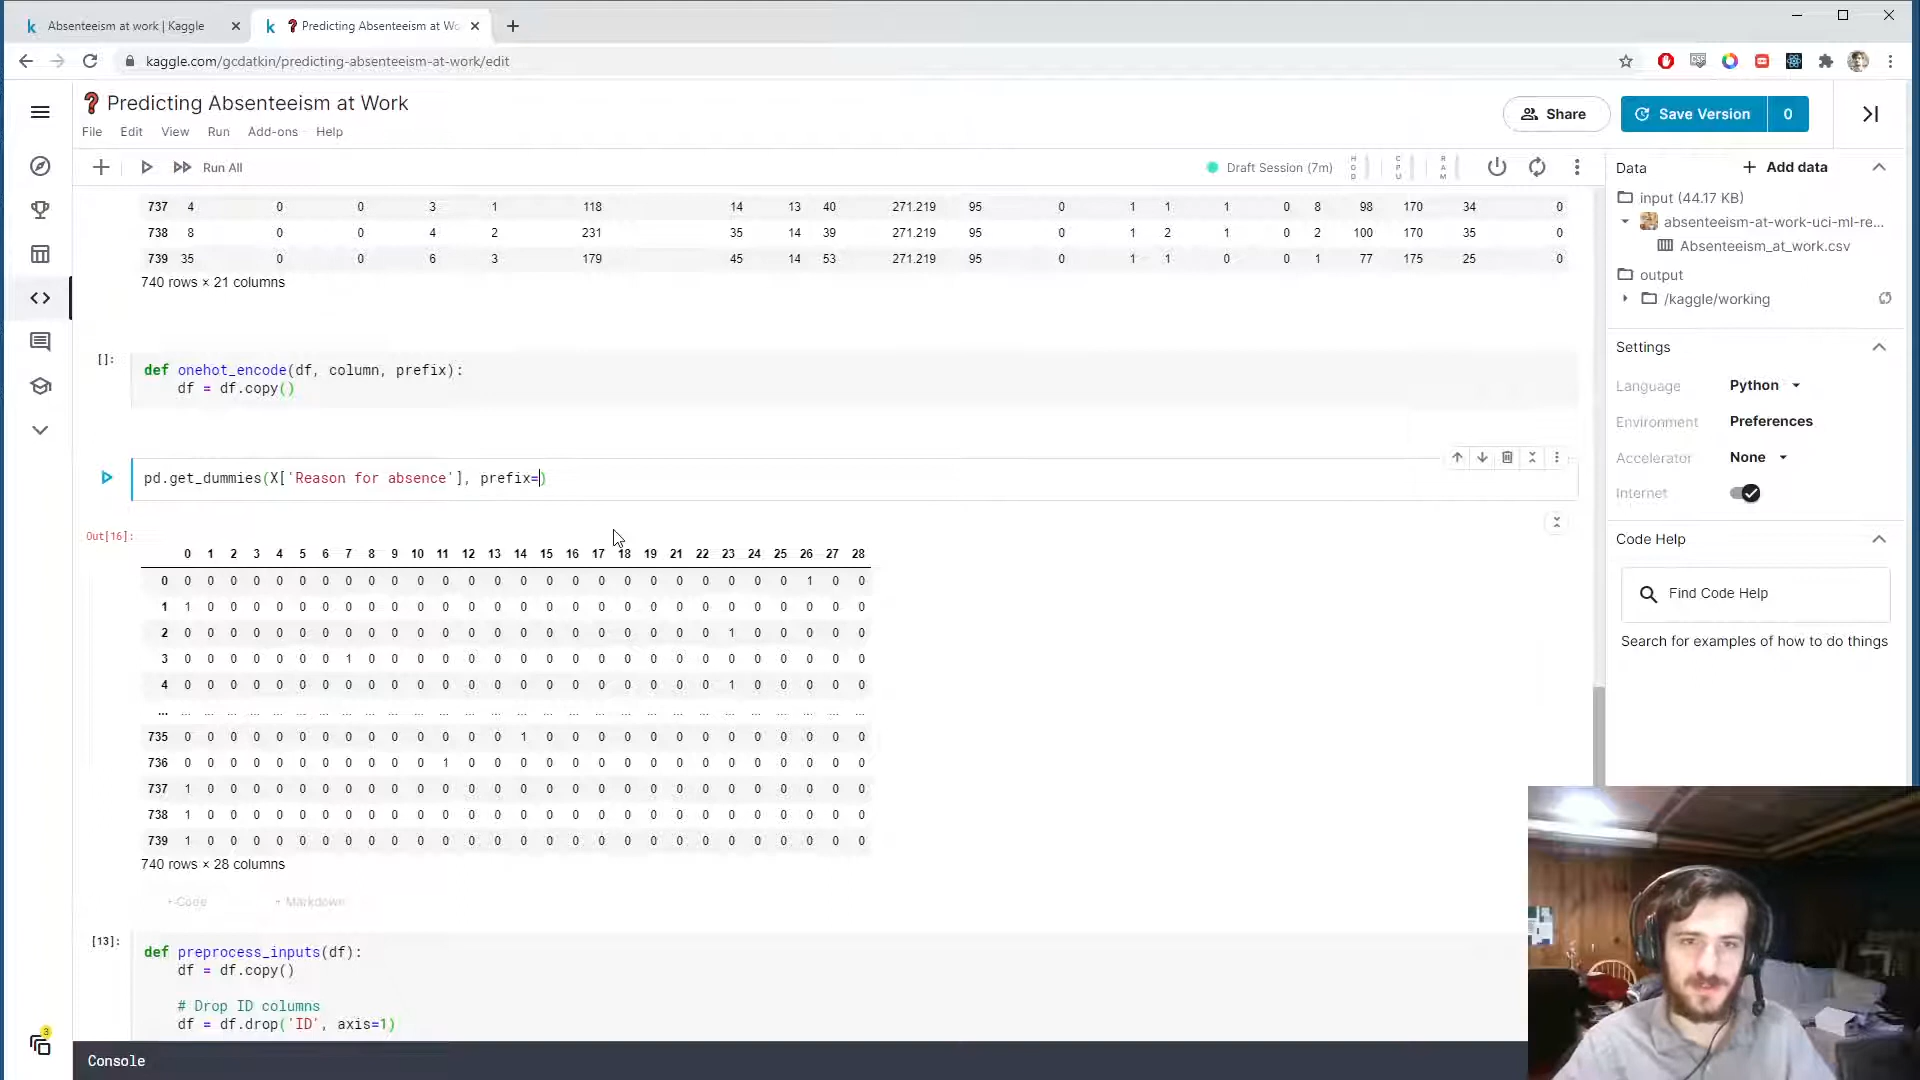 Absenteeism at work | Kaggle
❓ Predicting Absenteeism at Wo
kaggle.com/gcdatkin/predicting-absenteeism-at-work/edit
❓ Predicting Absenteeism at Work
File Edit View Run Add-ons Help
Share
Save Version 0
Run All
Draft Session (7m)
H D D
C P U
R A M
737 4 0 0 3 1 118 14 13 40 271.219 95 0 1 1 1 0 8 98 170 34 0
738 8 0 0 4 2 231 35 14 39 271.219 95 0 1 2 1 0 2 100 170 35 0
739 35 0 0 6 3 179 45 14 53 271.219 95 0 1 1 0 0 1 77 175 25 0
740 rows × 21 columns
[]:
def onehot_encode(df, column, prefix):
df = df.copy()
pd.get_dummies(X['Reason for absence'], prefix=)
Out[16]:
0 1 2 3 4 5 6 7 8 9 10 11 12 13 14 15 16 17 18 19 21 22 23 24 25 26 27 28
0 0 0 0 0 0 0 0 0 0 0 0 0 0 0 0 0 0 0 0 0 0 0 0 0 0 1 0 0
1 1 0 0 0 0 0 0 0 0 0 0 0 0 0 0 0 0 0 0 0 0 0 0 0 0 0 0 0
2 0 0 0 0 0 0 0 0 0 0 0 0 0 0 0 0 0 0 0 0 0 0 1 0 0 0 0 0
3 0 0 0 0 0 0 0 1 0 0 0 0 0 0 0 0 0 0 0 0 0 0 0 0 0 0 0 0
4 0 0 0 0 0 0 0 0 0 0 0 0 0 0 0 0 0 0 0 0 0 0 1 0 0 0 0 0
... ... ... ... ... ... ... ... ... ... ... ... ... ... ... ... ... ... ... ... ... ... ... ... ... ... ... ... ... ...
735 0 0 0 0 0 0 0 0 0 0 0 0 0 0 1 0 0 0 0 0 0 0 0 0 0 0 0 0
736 0 0 0 0 0 0 0 0 0 0 0 1 0 0 0 0 0 0 0 0 0 0 0 0 0 0 0 0
737 1 0 0 0 0 0 0 0 0 0 0 0 0 0 0 0 0 0 0 0 0 0 0 0 0 0 0 0
738 1 0 0 0 0 0 0 0 0 0 0 0 0 0 0 0 0 0 0 0 0 0 0 0 0 0 0 0
739 1 0 0 0 0 0 0 0 0 0 0 0 0 0 0 0 0 0 0 0 0 0 0 0 0 0 0 0
740 rows × 28 columns
+ Code + Markdown
[13]:
def preprocess_inputs(df):
df = df.copy()
# Drop ID columns
df = df.drop('ID', axis=1)
Console
3
Data
+ Add data
input (44.17 KB)
absenteeism-at-work-uci-ml-re...
Absenteeism_at_work.csv
output
/kaggle/working
Settings
Language Python
Environment Preferences
Accelerator None
Internet
Code Help
Find Code Help
Search for examples of how to do things